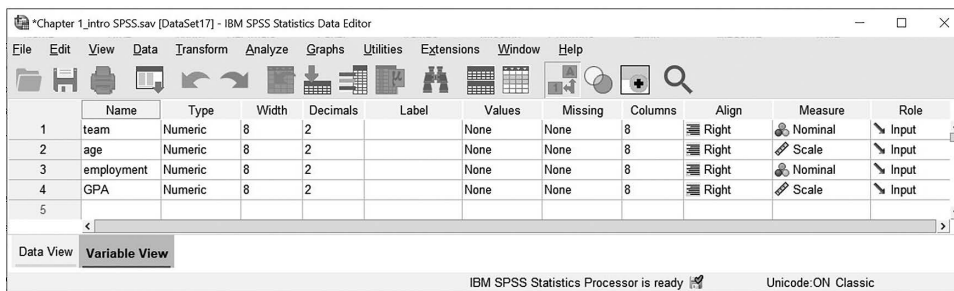 *Chapter 1_intro SPSS.sav [DataSet17] - IBM SPSS Statistics Data Editor
File Edit View Data Transform Analyze Graphs Utilities Extensions Window Help
Name Type Width Decimals Label Values Missing Columns Align Measure Role
1 team Numeric 8 2 None None 8 Right Nominal Input
2 age Numeric 8 2 None None 8 Right Scale Input
3 employment Numeric 8 2 None None 8 Right Nominal Input
4 GPA Numeric 8 2 None None 8 Right Scale Input
5
Data View Variable View
IBM SPSS Statistics Processor is ready Unicode:ON Classic